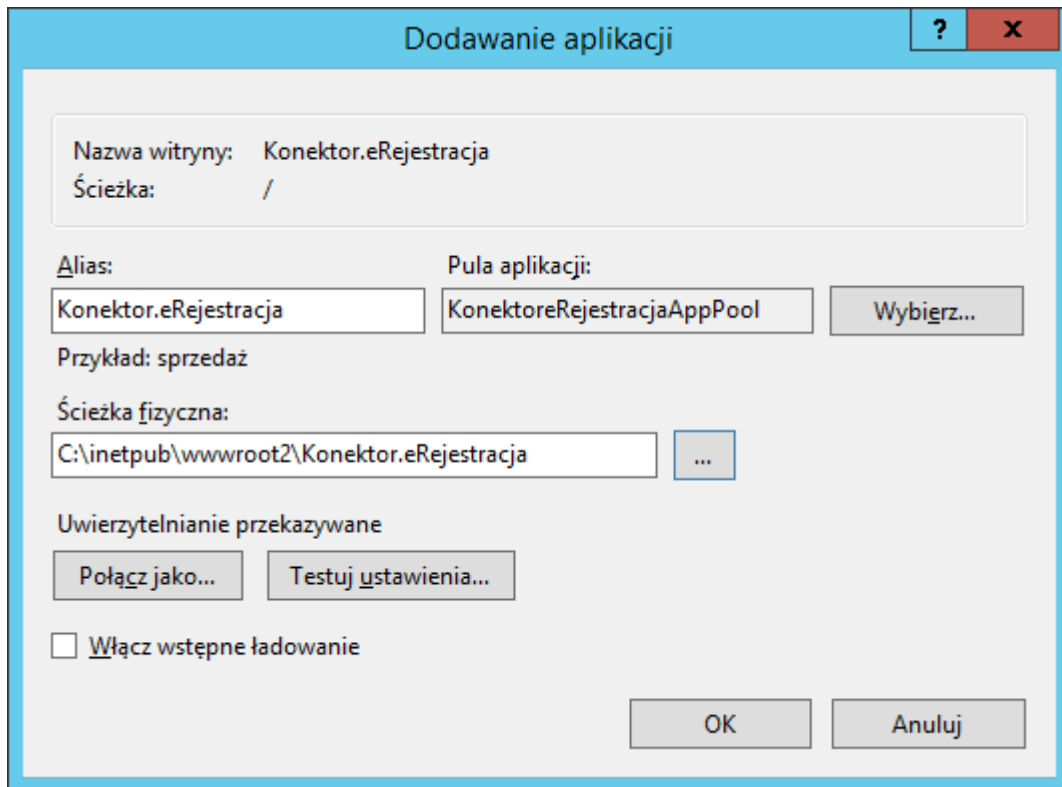 Dodawanie aplikacji
? x
Nazwa witryny: Konektor.eRejestracja
Ścieżka: /
Alias: Pula aplikacji:
Konektor.eRejestracja KonektoreRejestracjaAppPool Wybierz...
Przykład: sprzedaż
Ścieżka fizyczna:
C:\inetpub\wwwroot2\Konektor.eRejestracja ...
Uwierzytelnianie przekazywane
Połącz jako... Testuj ustawienia...
Włącz wstępne ładowanie
OK Anuluj